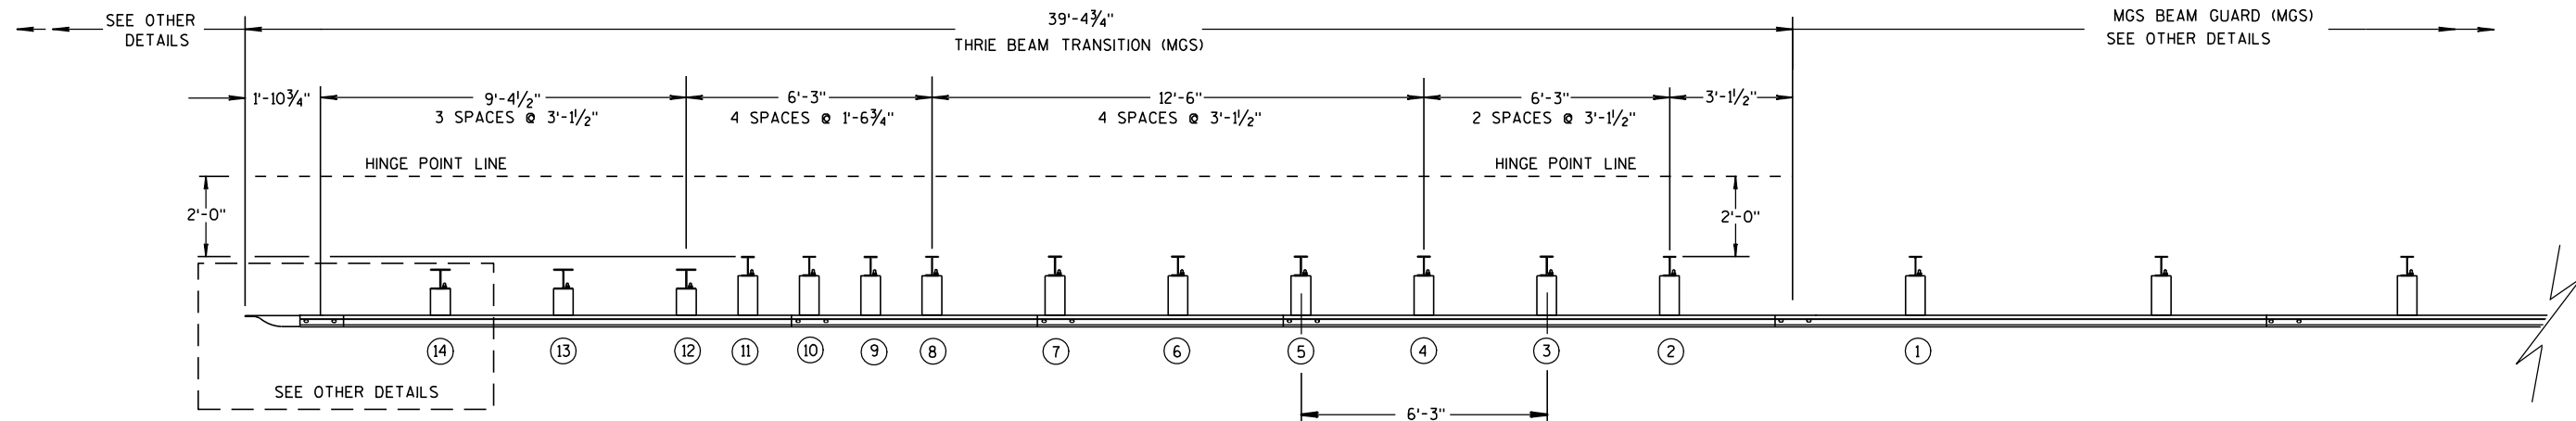 SEE OTHER
DETAILS
39'-4¾"
THRIE BEAM TRANSITION (MGS)
MGS BEAM GUARD (MGS)
SEE OTHER DETAILS
1'-10¾"
9'-4½"
3 SPACES @ 3'-1½"
6'-3"
4 SPACES @ 1'-6¾"
12'-6"
4 SPACES @ 3'-1½"
6'-3"
2 SPACES @ 3'-1½"
3'-1½"
HINGE POINT LINE
HINGE POINT LINE
2'-0"
2'-0"
14 13 12 11 10 9 8 7 6 5 4 3 2 1
SEE OTHER DETAILS
6'-3"